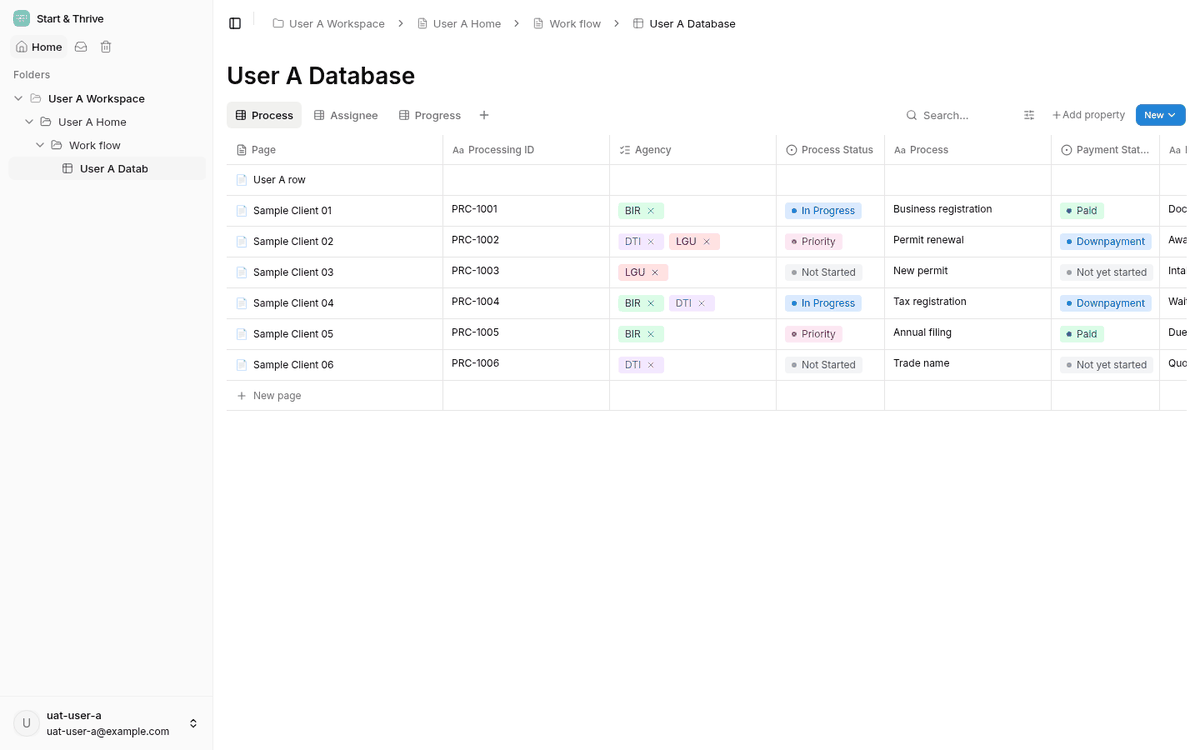 Start & Thrive
Home
Folders
User A Workspace
User A Home
Work flow
User A Datab
User A Workspace > User A Home > Work flow > User A Database
User A Database
Process Assignee Progress +
Search... + Add property New
Page Aa Processing ID Agency Process Status Aa Process Payment Stat... Aa
User A row
Sample Client 01 PRC-1001 BIR × In Progress Business registration Paid Doc
Sample Client 02 PRC-1002 DTI × LGU × Priority Permit renewal Downpayment Awa
Sample Client 03 PRC-1003 LGU × Not Started New permit Not yet started Inta
Sample Client 04 PRC-1004 BIR × DTI × In Progress Tax registration Downpayment Wai
Sample Client 05 PRC-1005 BIR × Priority Annual filing Paid Due
Sample Client 06 PRC-1006 DTI × Not Started Trade name Not yet started Quo
+ New page
U
uat-user-a
uat-user-a@example.com